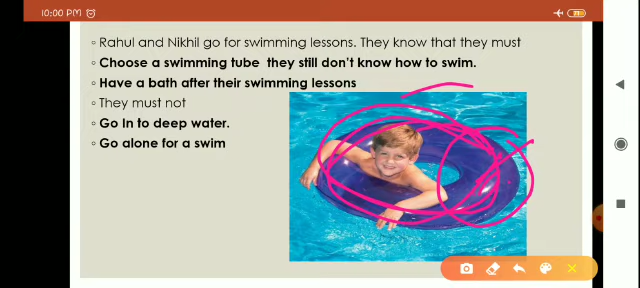 10:00 PM
Rahul and Nikhil go for swimming lessons. They know that they must
Choose a swimming tube they still don't know how to swim.
Have a bath after their swimming lessons
They must not
Go In to deep water.
Go alone for a swim